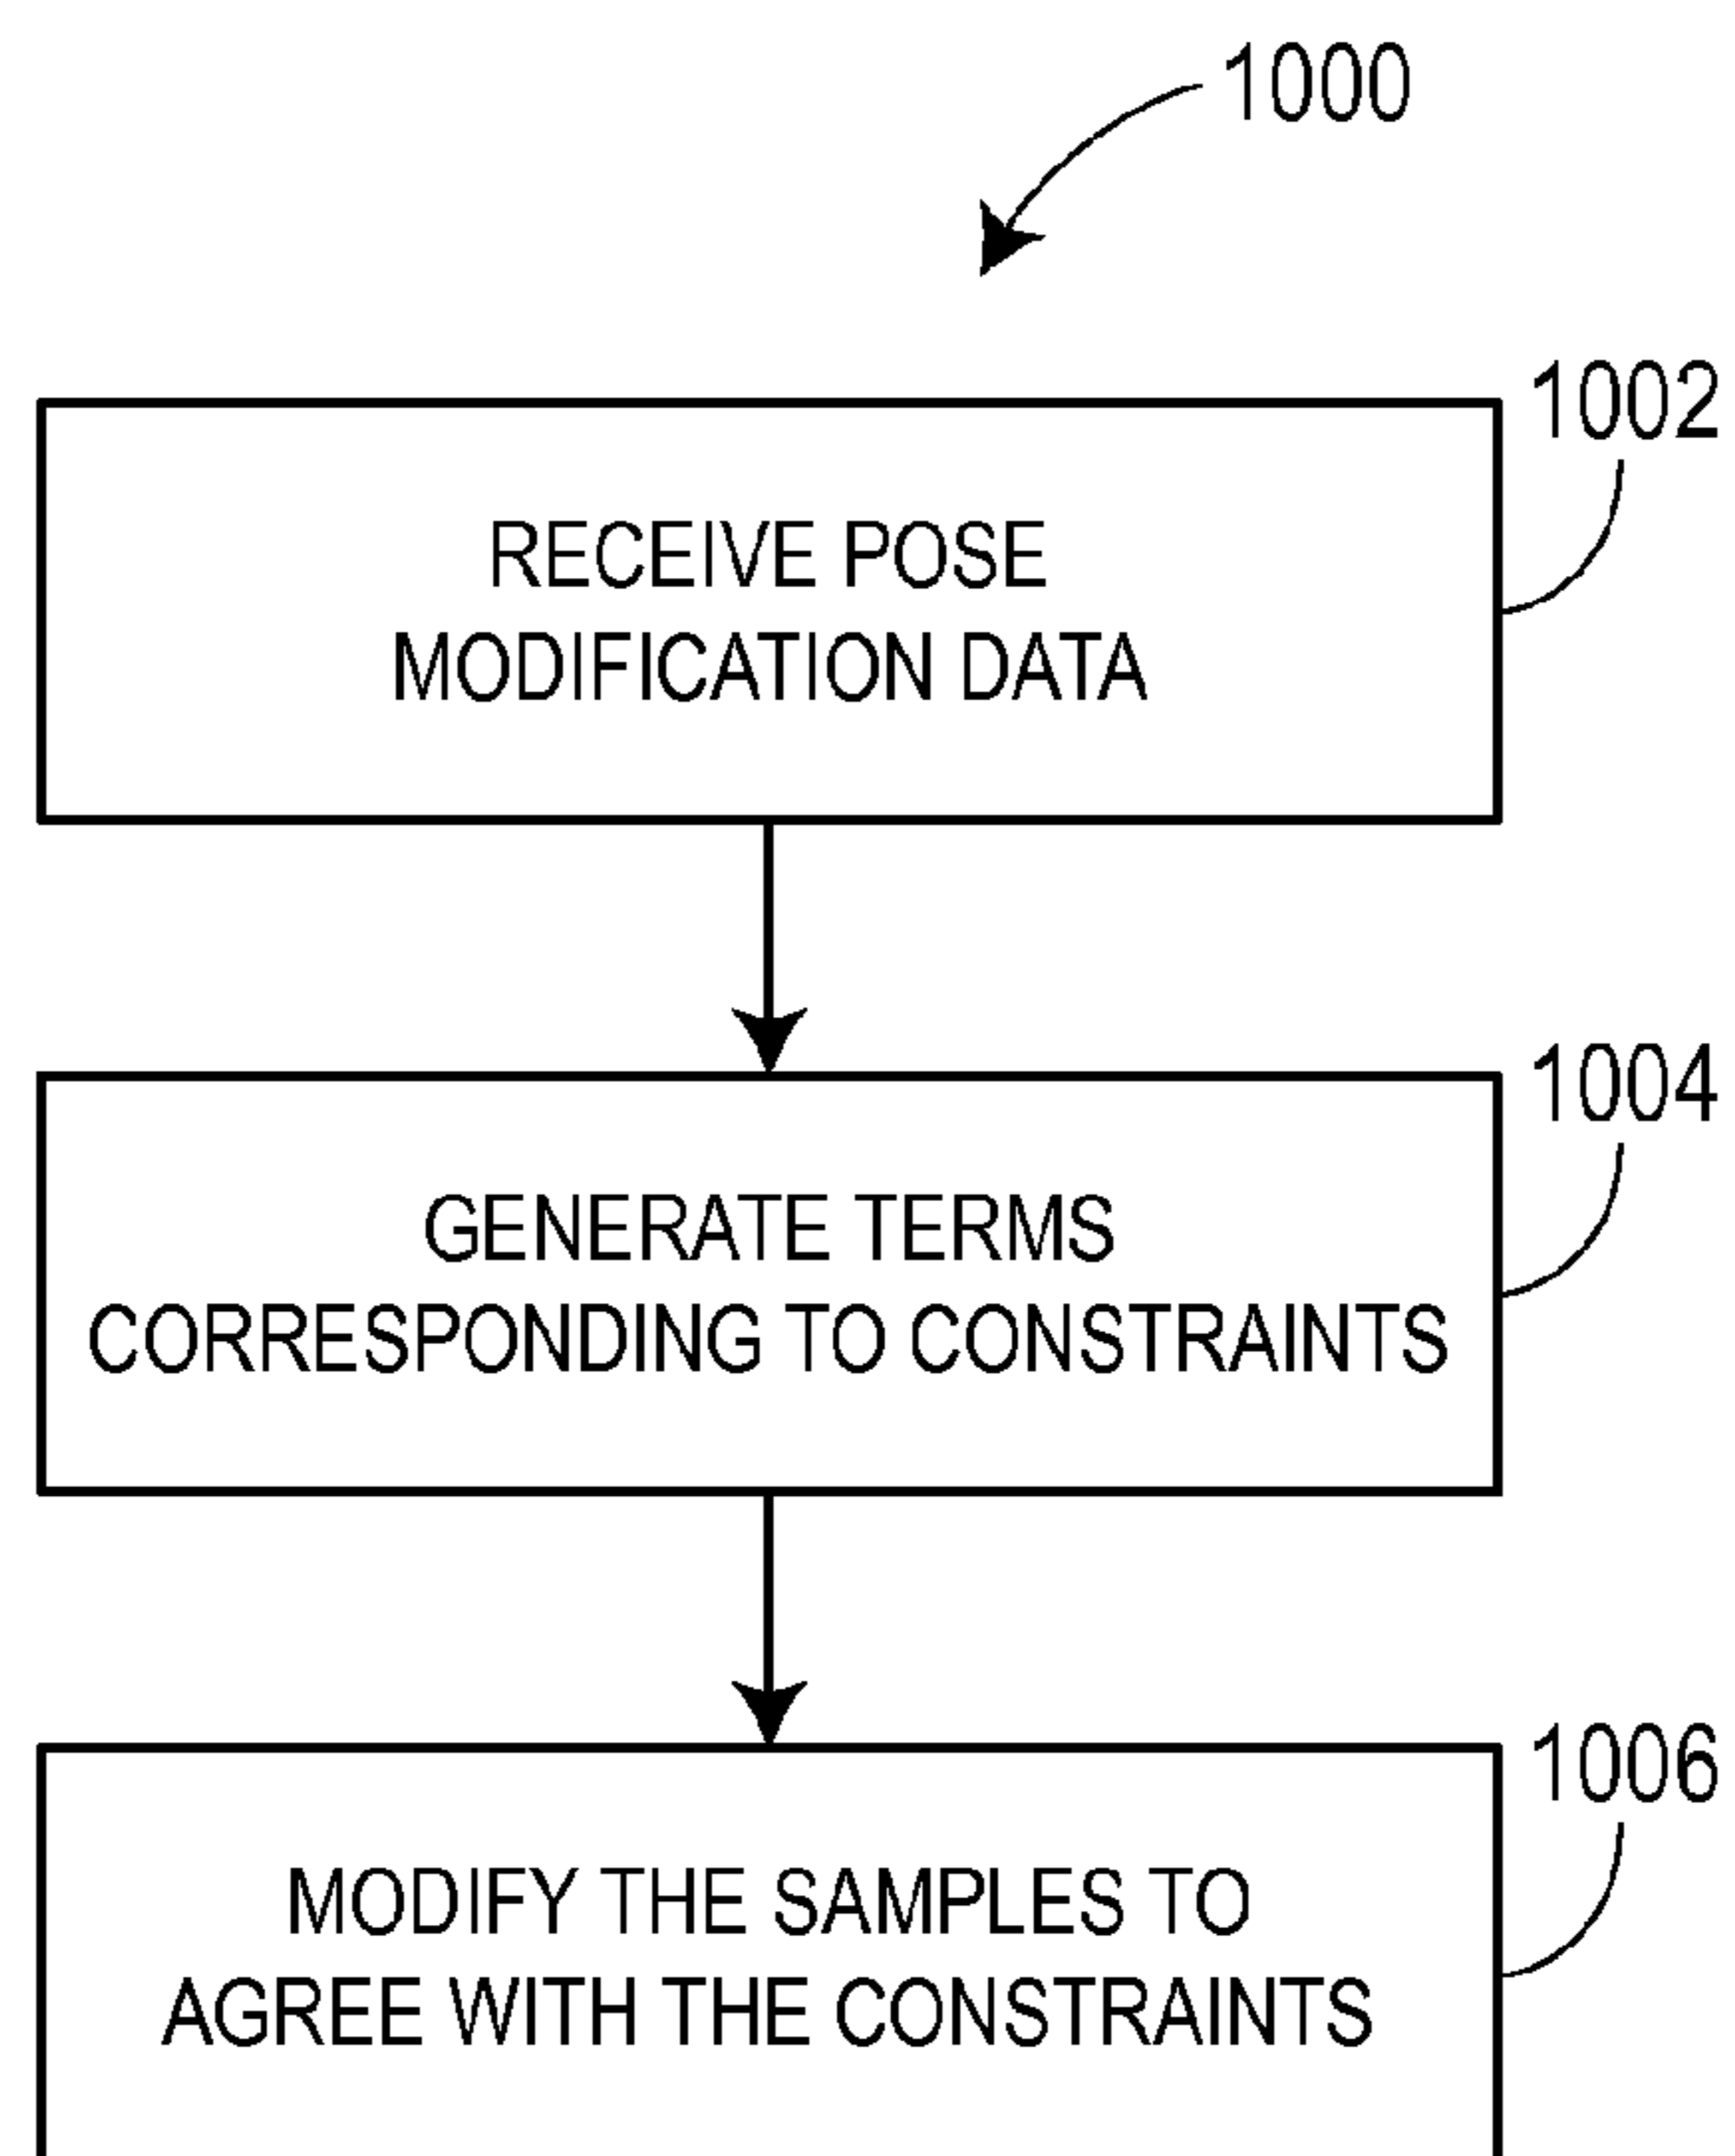 1000
1002
RECEIVE POSE
MODIFICATION DATA
1004
GENERATE TERMS
CORRESPONDING TO CONSTRAINTS
1006
MODIFY THE SAMPLES TO
AGREE WITH THE CONSTRAINTS